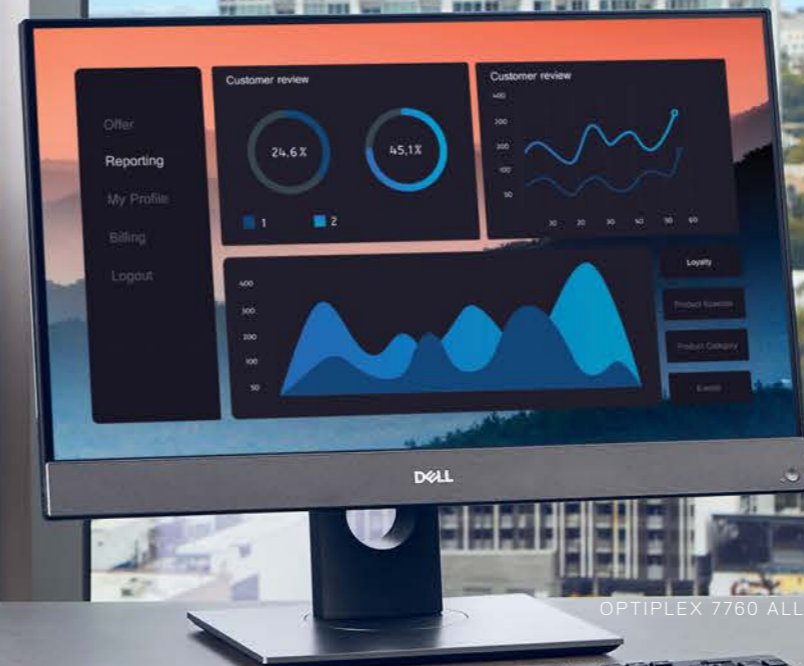 Offer
Reporting
My Profile
Billing
Logout
Customer review
24,6%
45,1%
1
2
Customer review
400
300
200
100
50
10 20 30 40 50 60
400
300
200
100
50
Loyalty
Product
Product Category
Events
DELL
OPTIPLEX 7760 ALL